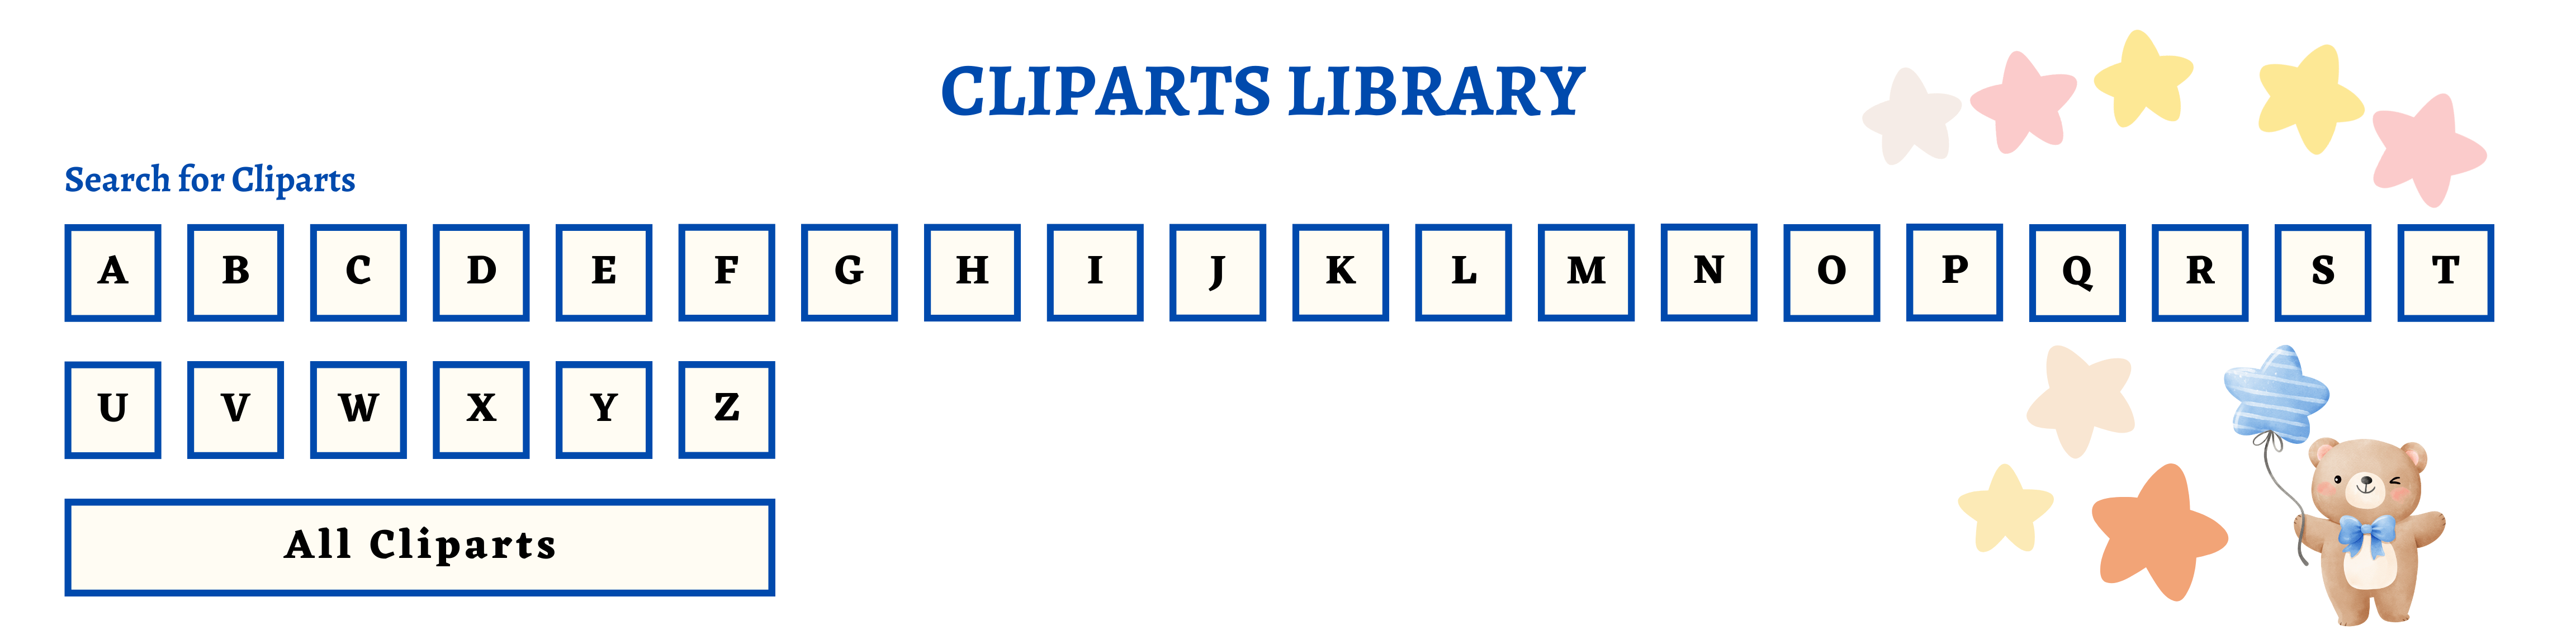 CLIPARTS LIBRARY
Search for Cliparts
A B C D E F G H I J K L M N O P Q R S T
U V W X Y Z
All Cliparts